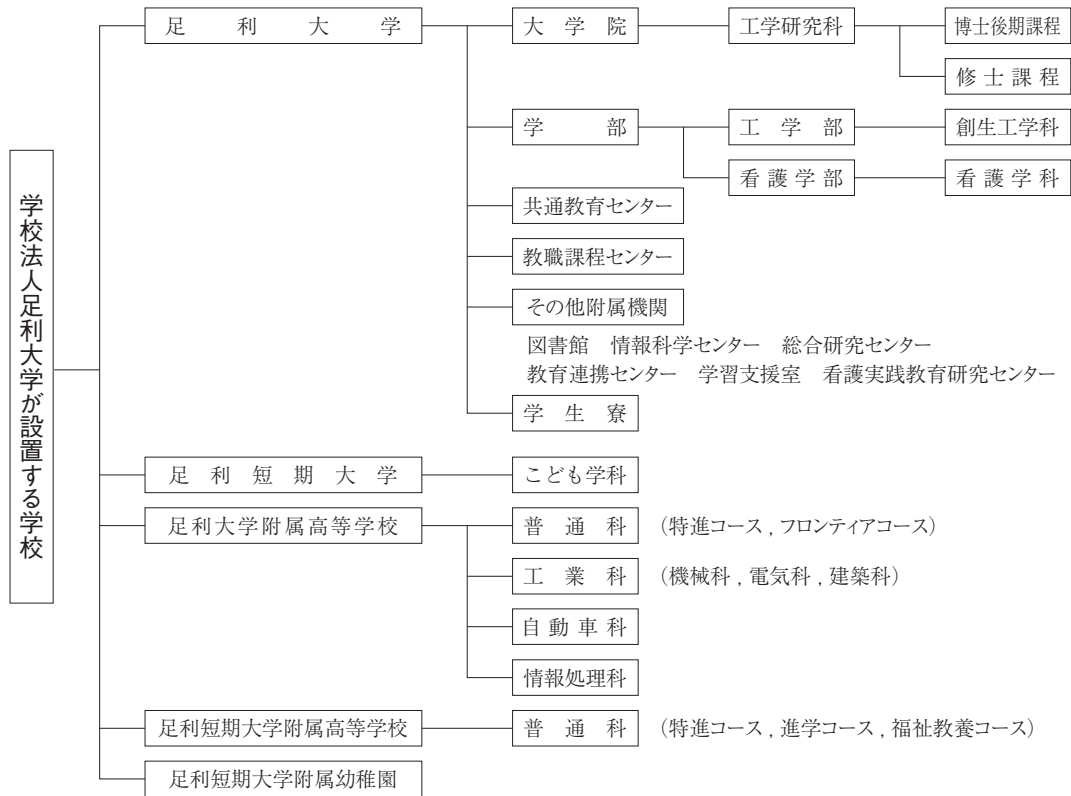 学校法人足利大学が設置する学校
足利大学
大学院
工学研究科
博士後期課程
修士課程
学部
工学部
創生工学科
看護学部
看護学科
共通教育センター
教職課程センター
その他附属機関
図書館 情報科学センター 総合研究センター
教育連携センター 学習支援室 看護実践教育研究センター
学生寮
足利短期大学
こども学科
足利大学附属高等学校
普通科
(特進コース , フロンティアコース)
工業科
(機械科 , 電気科 , 建築科)
自動車科
情報処理科
足利短期大学附属高等学校
普通科
(特進コース , 進学コース , 福祉教養コース)
足利短期大学附属幼稚園